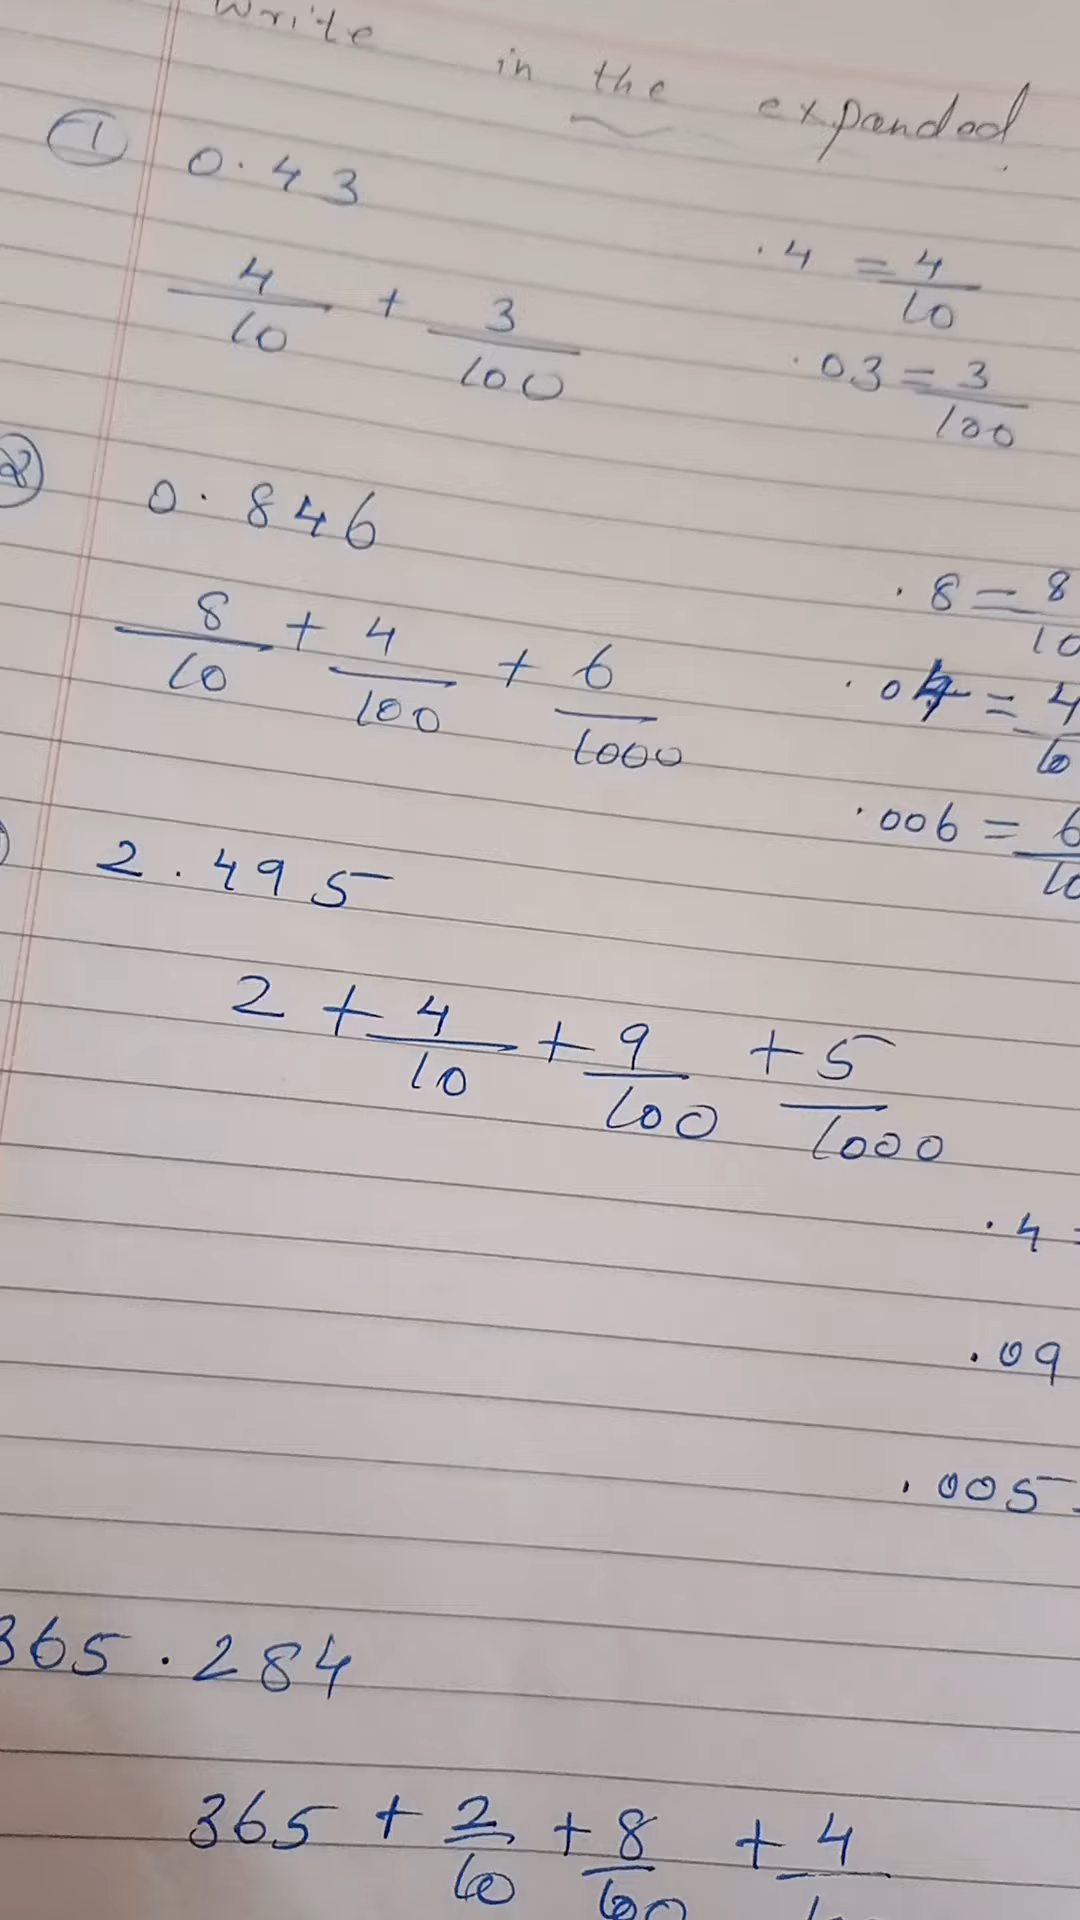 Write in the expanded
① 0.43
4/10 + 3/100
.4 = 4/10
.03 = 3/100
② 0.846
8/10 + 4/100 + 6/1000
.8 = 8/10
.04 = 4/10
.006 = 6/10
2.495
2 + 4/10 + 9/100 + 5/1000
.4 =
.09
.005
365.284
365 + 2/10 + 8/100 + 4